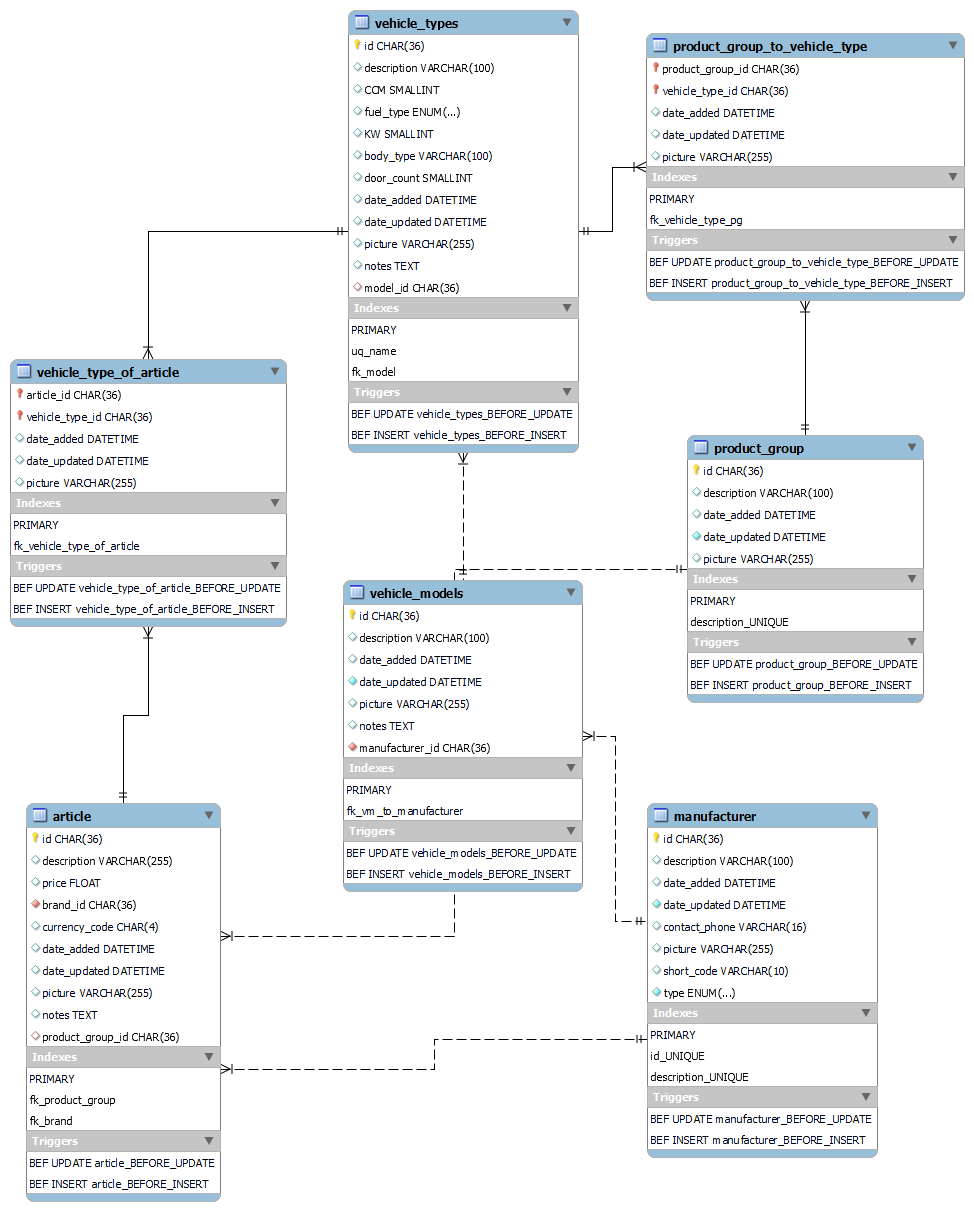 vehicle_types
id CHAR(36)
description VARCHAR(100)
CCM SMALLINT
fuel_type ENUM(...)
KW SMALLINT
body_type VARCHAR(100)
door_count SMALLINT
date_added DATETIME
date_updated DATETIME
picture VARCHAR(255)
notes TEXT
model_id CHAR(36)
Indexes
PRIMARY
uq_name
fk_model
Triggers
BEF UPDATE vehicle_types_BEFORE_UPDATE
BEF INSERT vehicle_types_BEFORE_INSERT
product_group_to_vehicle_type
product_group_id CHAR(36)
vehicle_type_id CHAR(36)
date_added DATETIME
date_updated DATETIME
picture VARCHAR(255)
Indexes
PRIMARY
fk_vehicle_type_pg
Triggers
BEF UPDATE product_group_to_vehicle_type_BEFORE_UPDATE
BEF INSERT product_group_to_vehicle_type_BEFORE_INSERT
vehicle_type_of_article
article_id CHAR(36)
vehicle_type_id CHAR(36)
date_added DATETIME
date_updated DATETIME
picture VARCHAR(255)
Indexes
PRIMARY
fk_vehicle_type_of_article
Triggers
BEF UPDATE vehicle_type_of_article_BEFORE_UPDATE
BEF INSERT vehicle_type_of_article_BEFORE_INSERT
product_group
id CHAR(36)
description VARCHAR(100)
date_added DATETIME
date_updated DATETIME
picture VARCHAR(255)
Indexes
PRIMARY
description_UNIQUE
Triggers
BEF UPDATE product_group_BEFORE_UPDATE
BEF INSERT product_group_BEFORE_INSERT
vehicle_models
id CHAR(36)
description VARCHAR(100)
date_added DATETIME
date_updated DATETIME
picture VARCHAR(255)
notes TEXT
manufacturer_id CHAR(36)
Indexes
PRIMARY
fk_vm_to_manufacturer
Triggers
BEF UPDATE vehicle_models_BEFORE_UPDATE
BEF INSERT vehicle_models_BEFORE_INSERT
article
id CHAR(36)
description VARCHAR(255)
price FLOAT
brand_id CHAR(36)
currency_code CHAR(4)
date_added DATETIME
date_updated DATETIME
picture VARCHAR(255)
notes TEXT
product_group_id CHAR(36)
Indexes
PRIMARY
fk_product_group
fk_brand
Triggers
BEF UPDATE article_BEFORE_UPDATE
BEF INSERT article_BEFORE_INSERT
manufacturer
id CHAR(36)
description VARCHAR(100)
date_added DATETIME
date_updated DATETIME
contact_phone VARCHAR(16)
picture VARCHAR(255)
short_code VARCHAR(10)
type ENUM(...)
Indexes
PRIMARY
id_UNIQUE
description_UNIQUE
Triggers
BEF UPDATE manufacturer_BEFORE_UPDATE
BEF INSERT manufacturer_BEFORE_INSERT